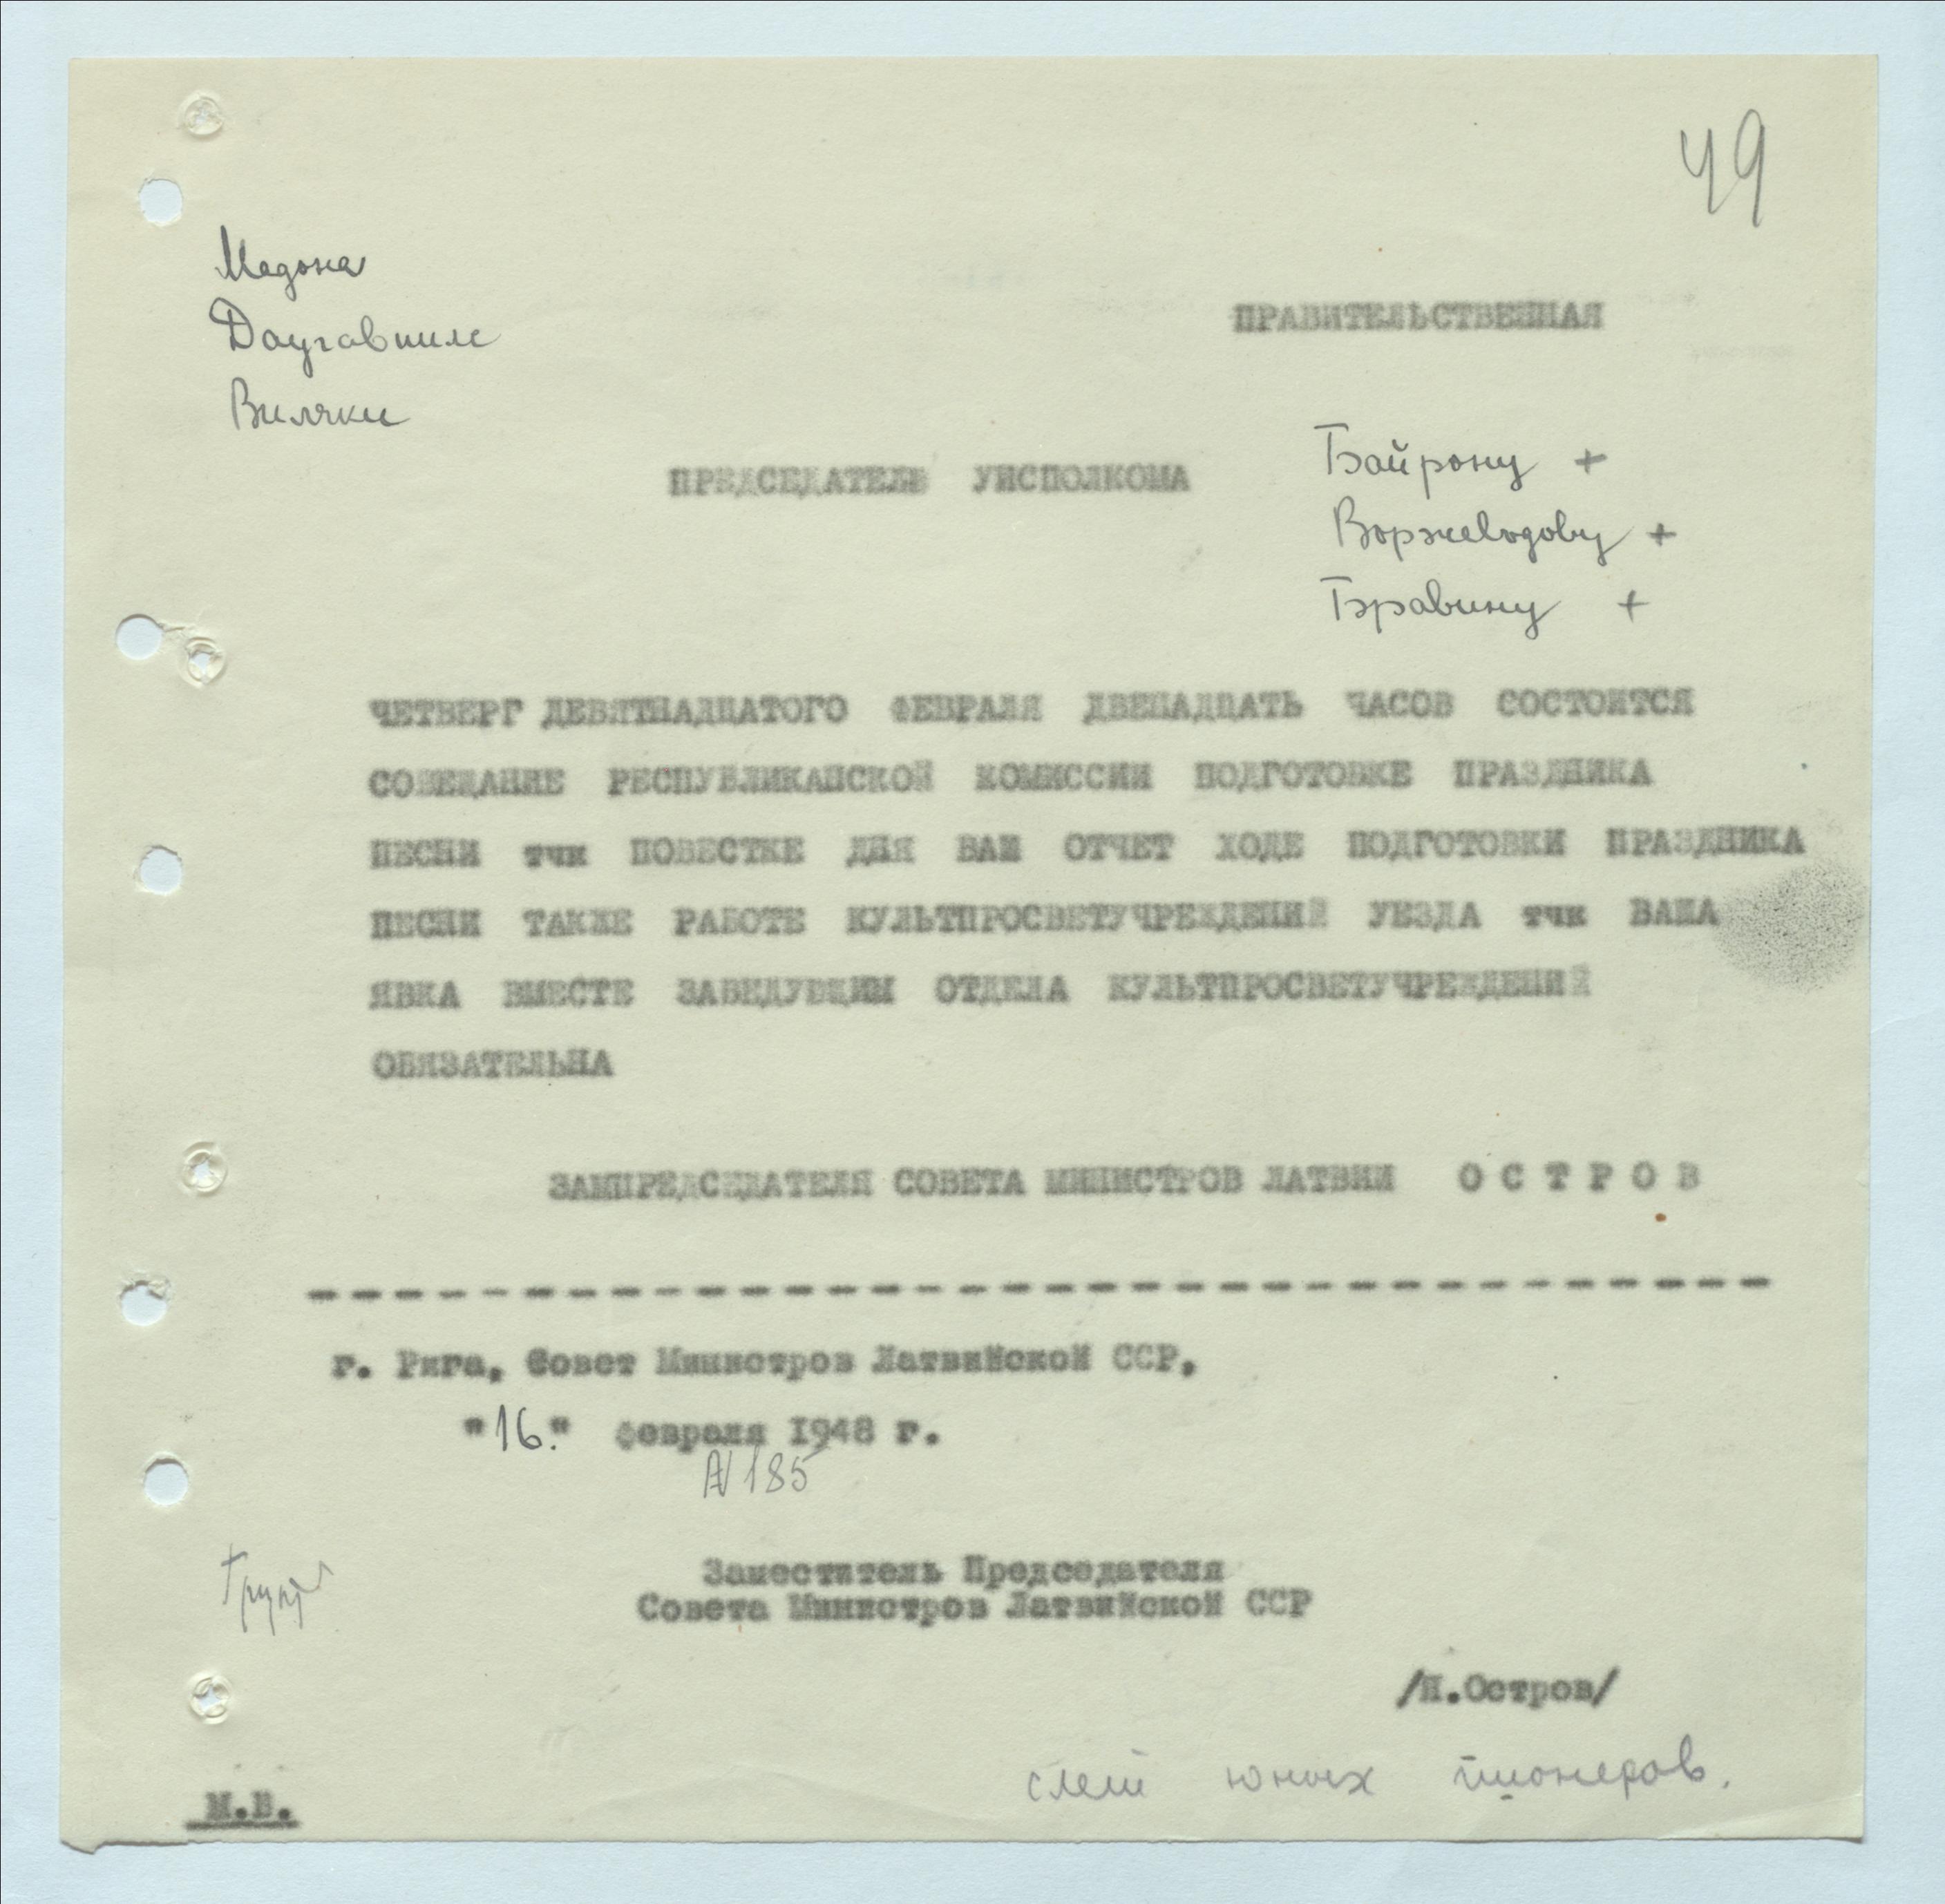 49
Мадона
Даугавпилс
Виляки
ПРАВИТЕЛЬСТВЕННАЯ
ПРЕДСЕДАТЕЛЮ УИСПОЛКОМА
Байрону +
Воржеводову +
Бравину +
ЧЕТВЕРГ ДЕВЯТНАДЦАТОГО ФЕВРАЛЯ ДВЕНАДЦАТЬ ЧАСОВ СОСТОИТСЯ
СОВЕЩАНИЕ РЕСПУБЛИКАНСКОЙ КОМИССИИ ПОДГОТОВКЕ ПРАЗДНИКА
ПЕСНИ тчк ПОВЕСТКЕ ДНЯ ВАШ ОТЧЕТ ХОДЕ ПОДГОТОВКИ ПРАЗДНИКА
ПЕСНИ ТАКЖЕ РАБОТЕ КУЛЬТПРОСВЕТУЧРЕЖДЕНИЙ УЕЗДА тчк ВАША
ЯВКА ВМЕСТЕ ЗАВЕДУЮЩИМ ОТДЕЛА КУЛЬТПРОСВЕТУЧРЕЖДЕНИЙ
ОБЯЗАТЕЛЬНА
ЗАМПРЕДСЕДАТЕЛЯ СОВЕТА МИНИСТРОВ ЛАТВИИ О С Т Р О В
г. Рига, Совет Министров Латвийской ССР,
"16." февраля 1948 г.
N 185
Заместитель Председателя
Совета Министров Латвийской ССР
/Н.Остров/
слет юных пионеров.
М.В.